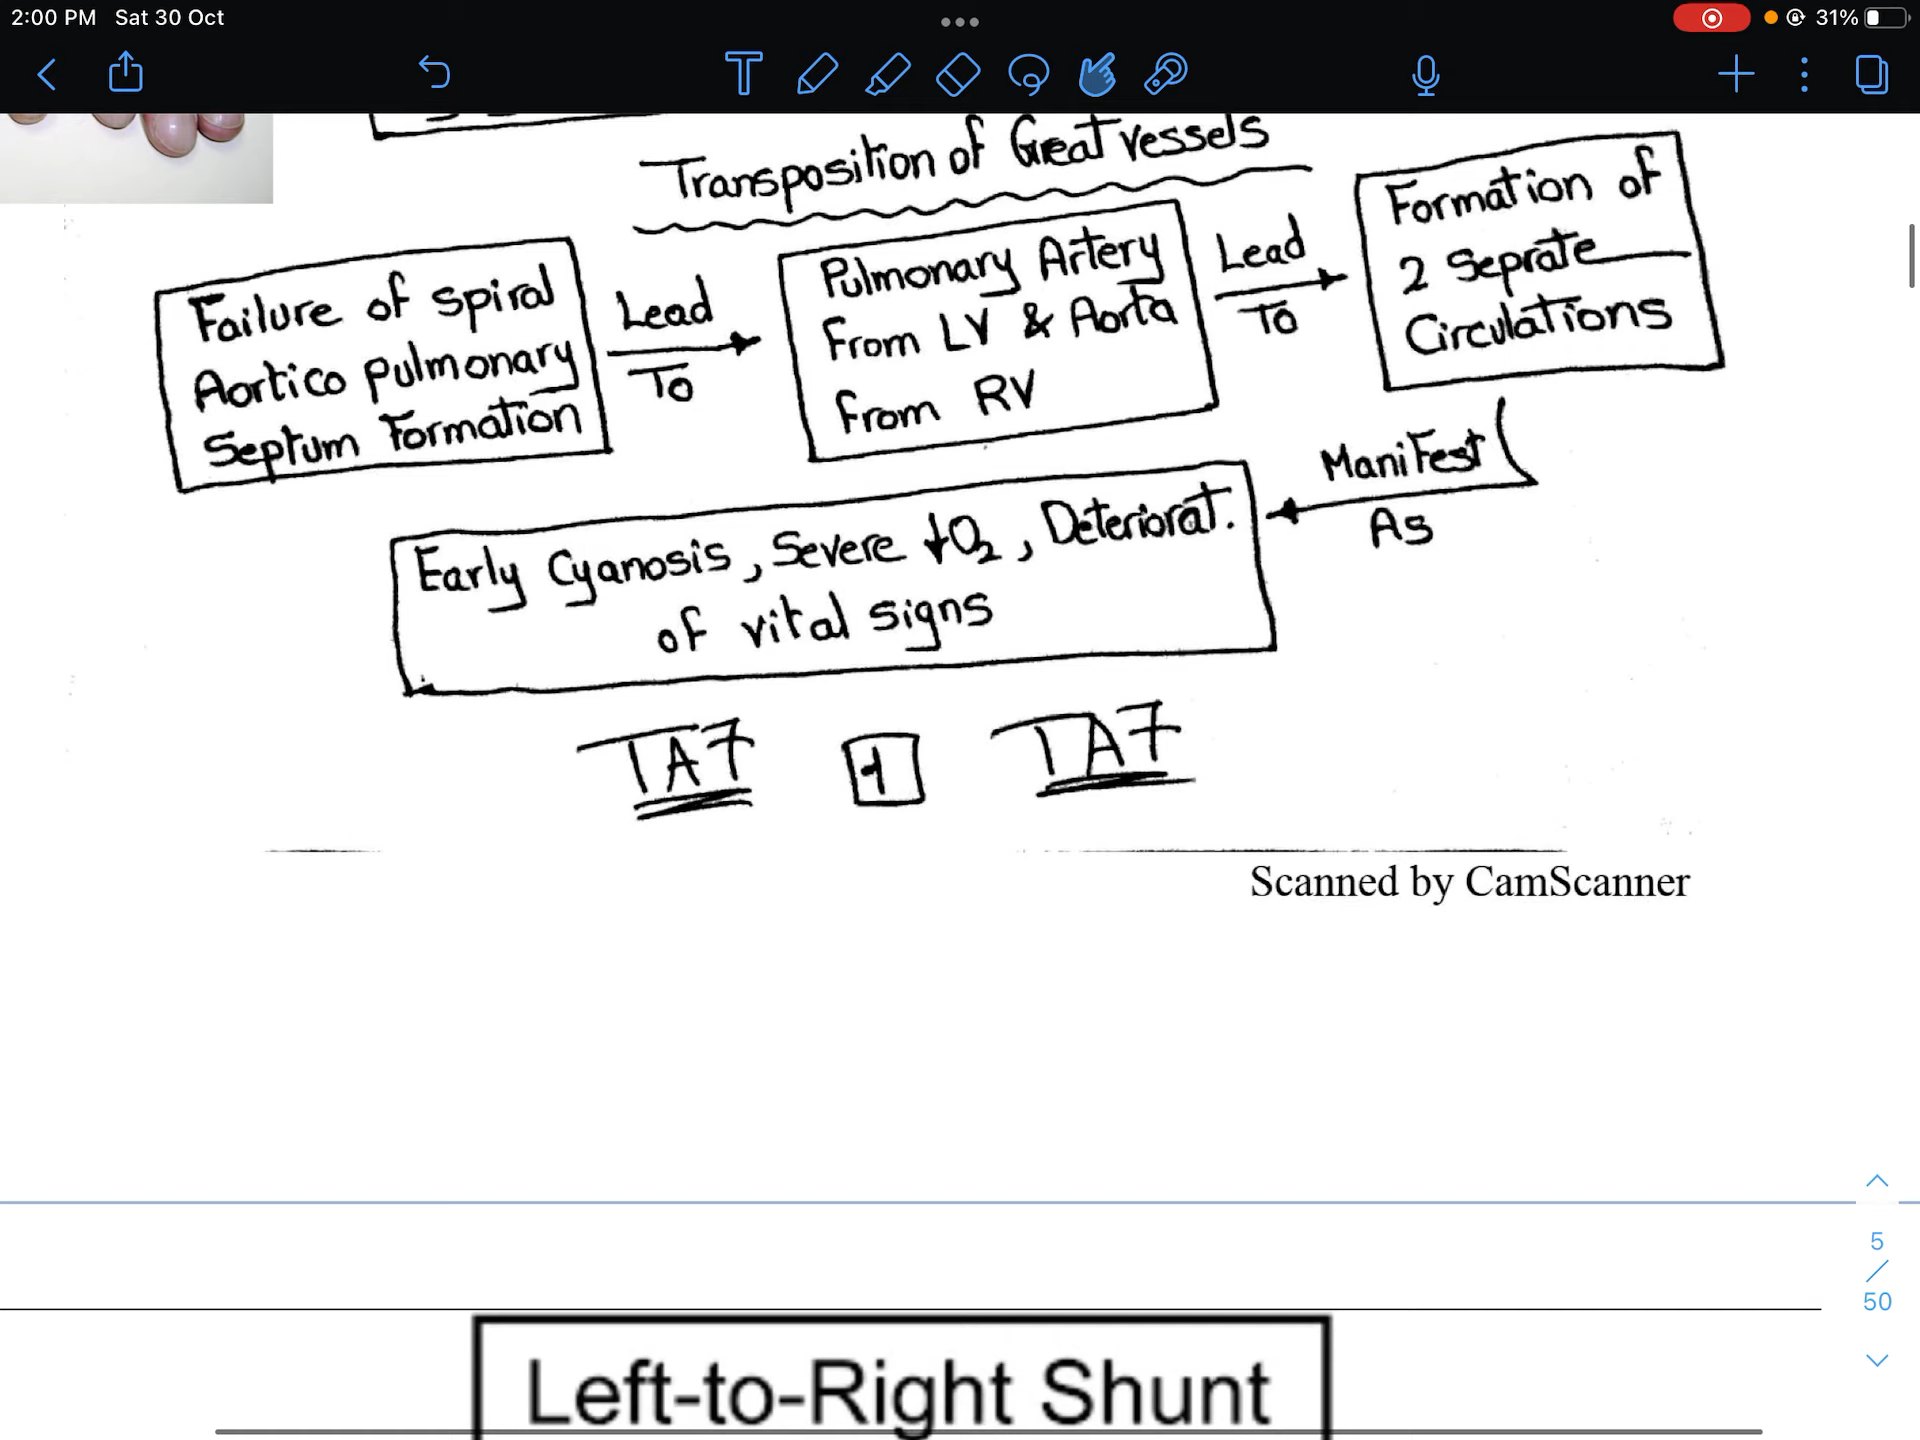 2:00 PM Sat 30 Oct
31%
Transposition of Great vessels
Failure of spiral
Aortico pulmonary
Septum Formation
Lead
To
Pulmonary Artery
From LV & Aorta
From RV
Lead
To
Formation of
2 Seprate
Circulations
Manifest
As
Early Cyanosis, Severe ↓O2, Deteriorat.
of vital signs
TA7 1 TA7
Scanned by CamScanner
5
/
50
Left-to-Right Shunt